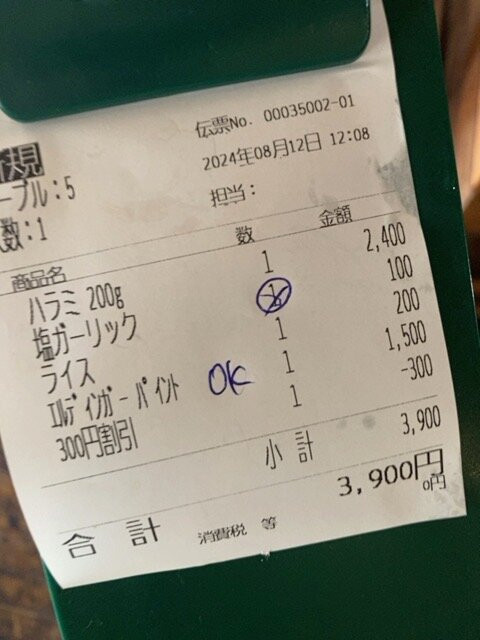 伝票No. 00035002-01
新規
2024年08月12日 12:08
ーブル:5
担当:
数:1
商品名 数 金額
ハラミ 200g 1 2,400
塩ガーリック 1 100
ライス 1 200
エルディンガー パイント OK 1 1,500
300円割引 1 -300
小 計 3,900
合 計 3,900円
消費税 等 0円